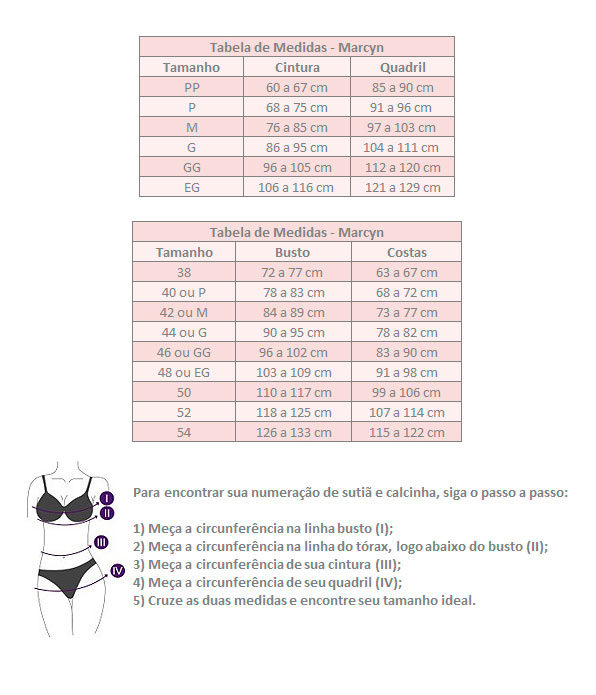 Tabela de Medidas - Marcyn
Tamanho Cintura Quadril
PP 60 a 67 cm 85 a 90 cm
P 68 a 75 cm 91 a 96 cm
M 76 a 85 cm 97 a 103 cm
G 86 a 95 cm 104 a 111 cm
GG 96 a 105 cm 112 a 120 cm
EG 106 a 116 cm 121 a 129 cm
Tabela de Medidas - Marcyn
Tamanho Busto Costas
38 72 a 77 cm 63 a 67 cm
40 ou P 78 a 83 cm 68 a 72 cm
42 ou M 84 a 89 cm 73 a 77 cm
44 ou G 90 a 95 cm 78 a 82 cm
46 ou GG 96 a 102 cm 83 a 90 cm
48 ou EG 103 a 109 cm 91 a 98 cm
50 110 a 117 cm 99 a 106 cm
52 118 a 125 cm 107 a 114 cm
54 126 a 133 cm 115 a 122 cm
I
II
III
IV
Para encontrar sua numeração de sutiã e calcinha, siga o passo a passo:
1) Meça a circunferência na linha busto (I);
2) Meça a circunferência na linha do tórax, logo abaixo do busto (II);
3) Meça a circunferência de sua cintura (III);
4) Meça a circunferência de seu quadril (IV);
5) Cruze as duas medidas e encontre seu tamanho ideal.